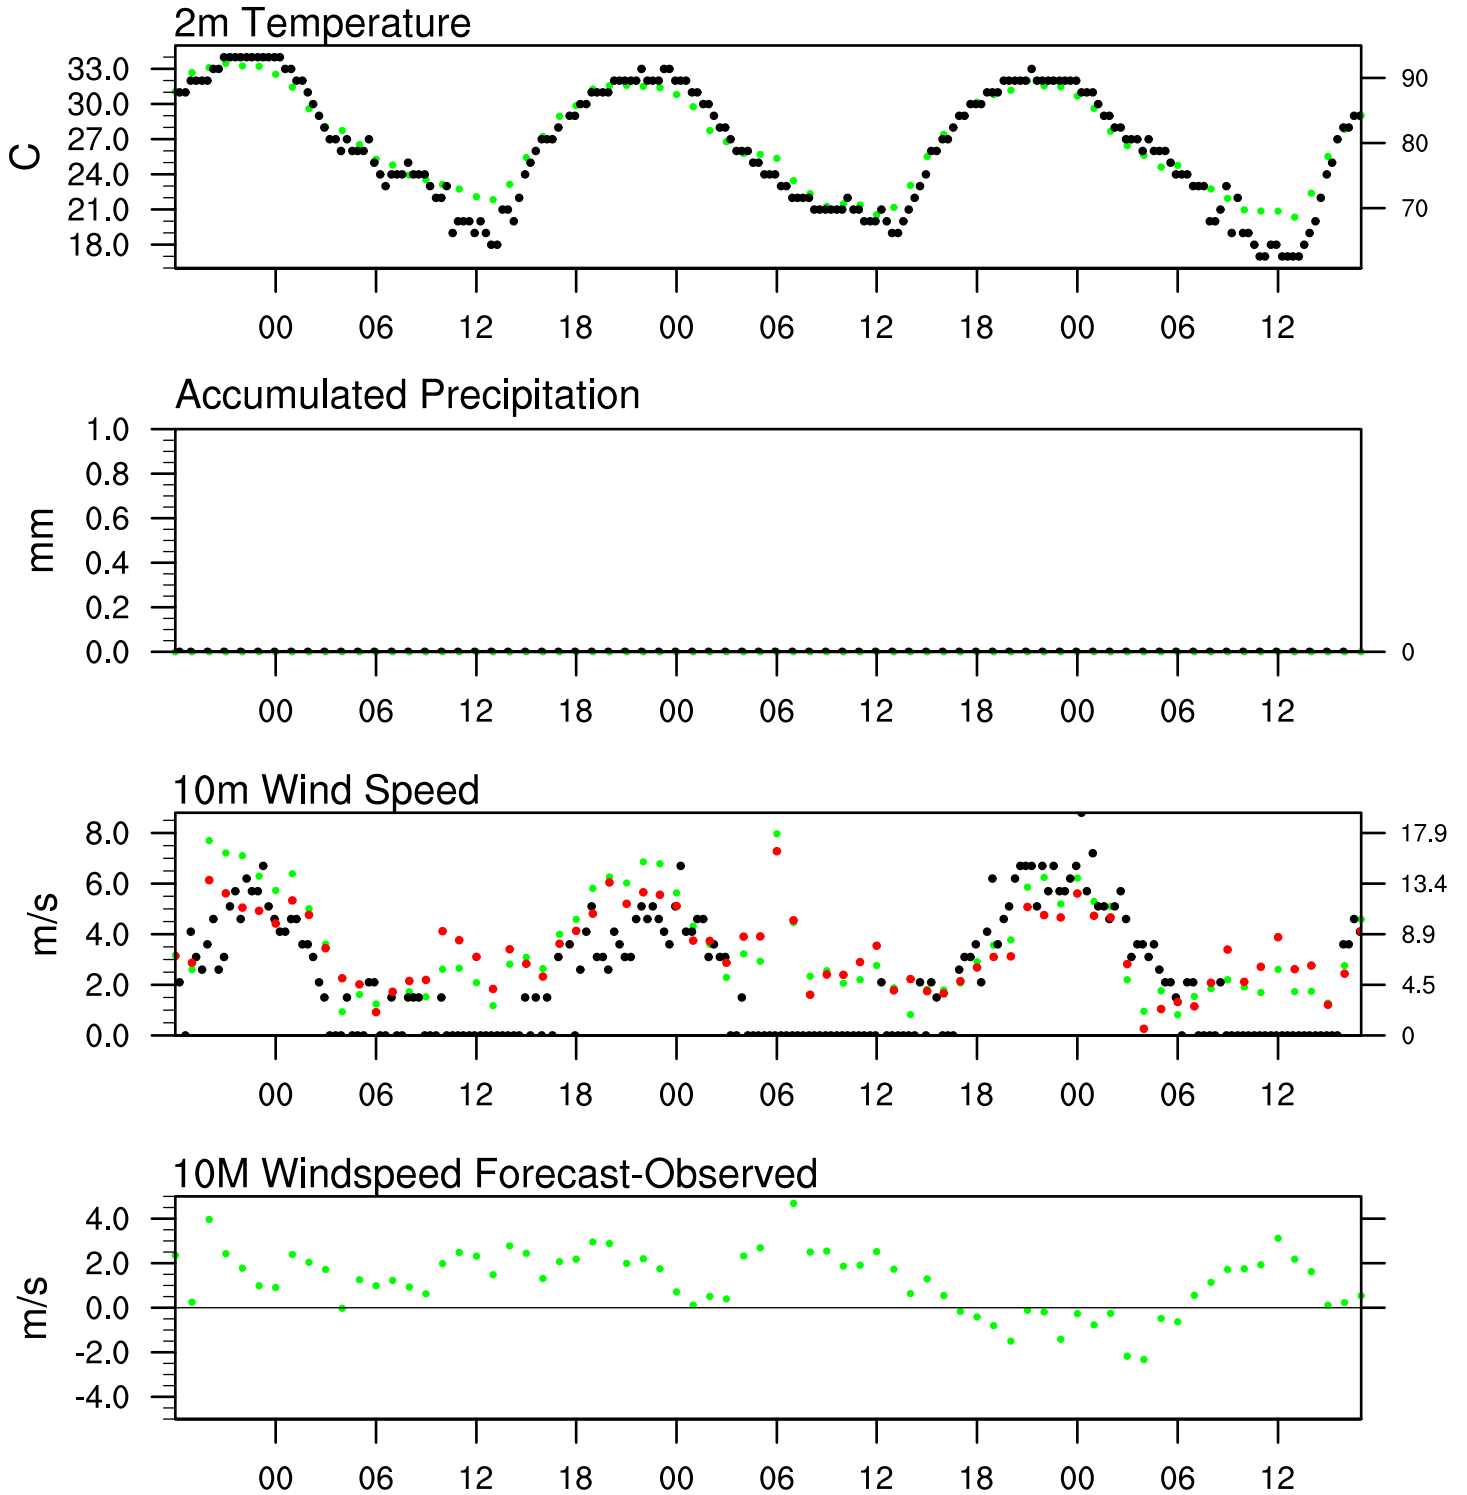 2m Temperature
33.0
30.0
27.0
24.0
21.0
18.0
C
90
80
70
00 06 12 18 00 06 12 18 00 06 12
Accumulated Precipitation
1.0
0.8
0.6
0.4
0.2
0.0
mm
0
00 06 12 18 00 06 12 18 00 06 12
10m Wind Speed
8.0
6.0
4.0
2.0
0.0
m/s
17.9
13.4
8.9
4.5
0
00 06 12 18 00 06 12 18 00 06 12
10M Windspeed Forecast-Observed
4.0
2.0
0.0
-2.0
-4.0
m/s
00 06 12 18 00 06 12 18 00 06 12